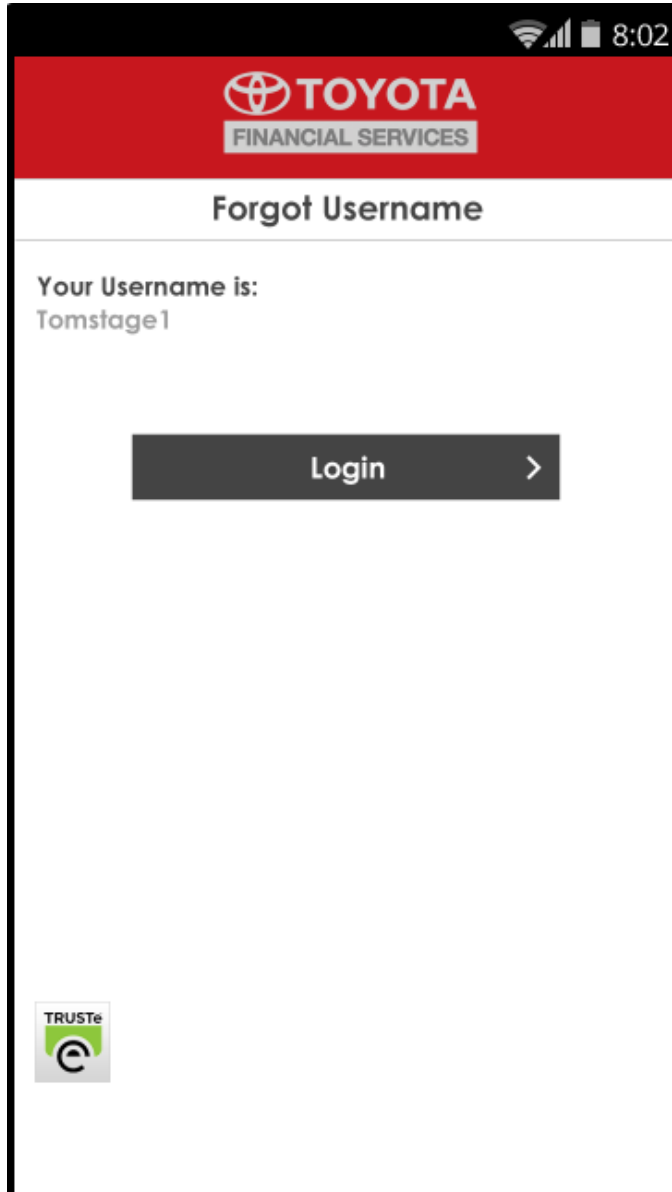 8:02
TOYOTA
FINANCIAL SERVICES
Forgot Username
Your Username is:
Tomstage1
Login
TRUSTe
e